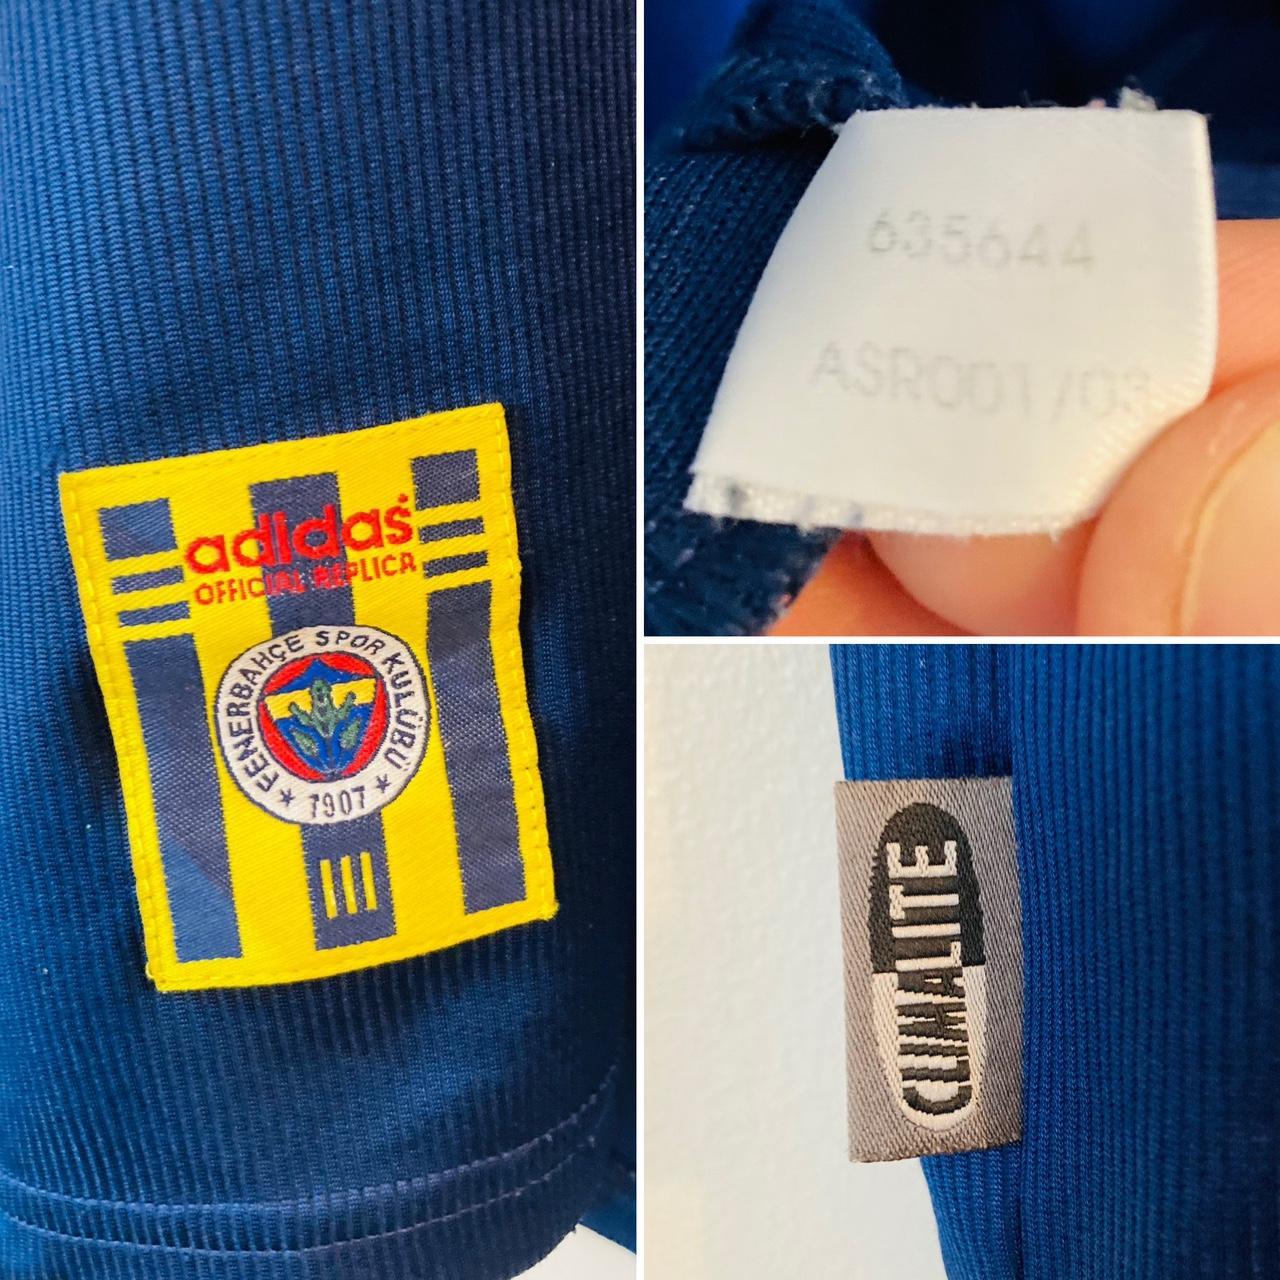 adidas
OFFICIAL REPLICA
FENERBAHÇE SPOR KULÜBÜ
★ 1907 ★
635644
ASR001/03
CLIMALITE